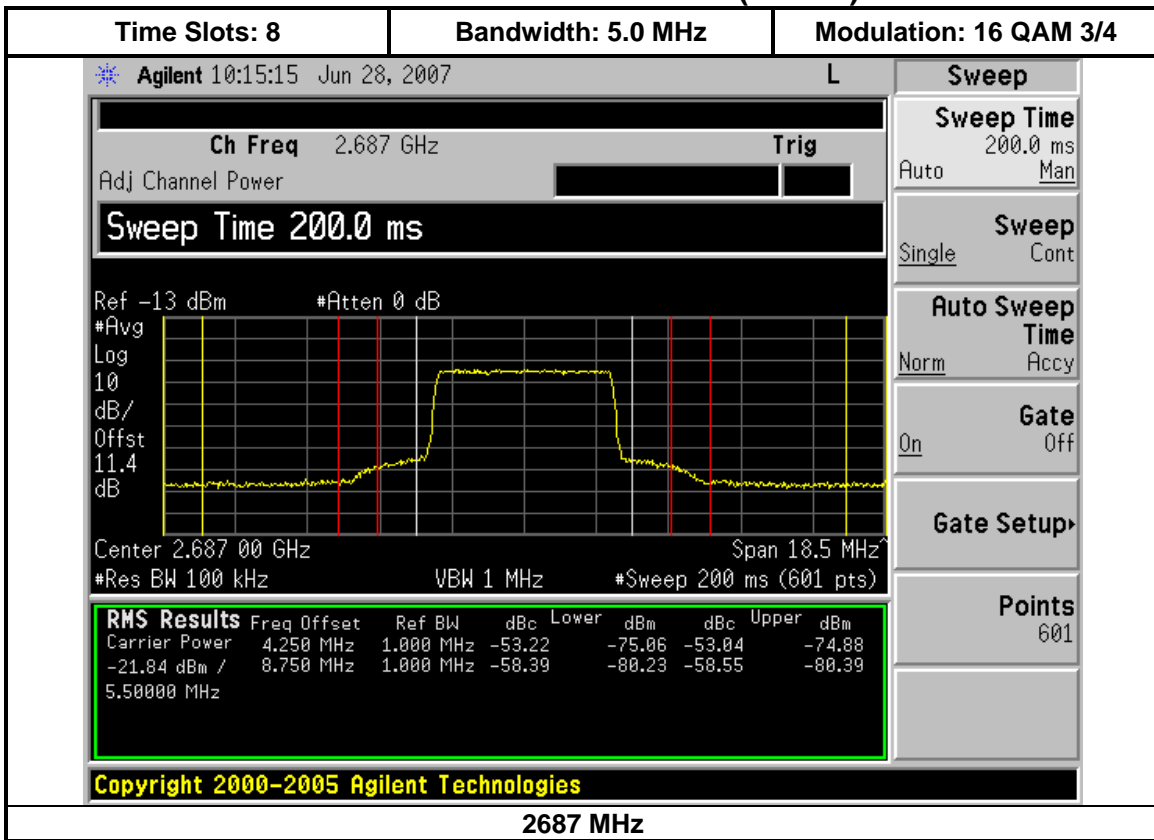 Time Slots: 8 Bandwidth: 5.0 MHz Modulation: 16 QAM 3/4
Agilent 10:15:15 Jun 28, 2007 L Sweep
Ch Freq 2.687 GHz Trig
Adj Channel Power
Sweep Time 200.0 ms
Ref -13 dBm #Atten 0 dB
#Avg
Log
10
dB/
Offst
11.4
dB
Center 2.687 00 GHz Span 18.5 MHz^
#Res BW 100 kHz VBW 1 MHz #Sweep 200 ms (601 pts)
RMS Results Freq Offset Ref BW dBc Lower dBm dBc Upper dBm
Carrier Power 4.250 MHz 1.000 MHz -53.22 -75.06 -53.04 -74.88
-21.84 dBm / 8.750 MHz 1.000 MHz -58.39 -80.23 -58.55 -80.39
5.50000 MHz
Sweep Time
200.0 ms
Auto Man
Sweep
Single Cont
Auto Sweep
Time
Norm Accy
Gate
On Off
Gate Setup
Points
601
Copyright 2000-2005 Agilent Technologies
2687 MHz